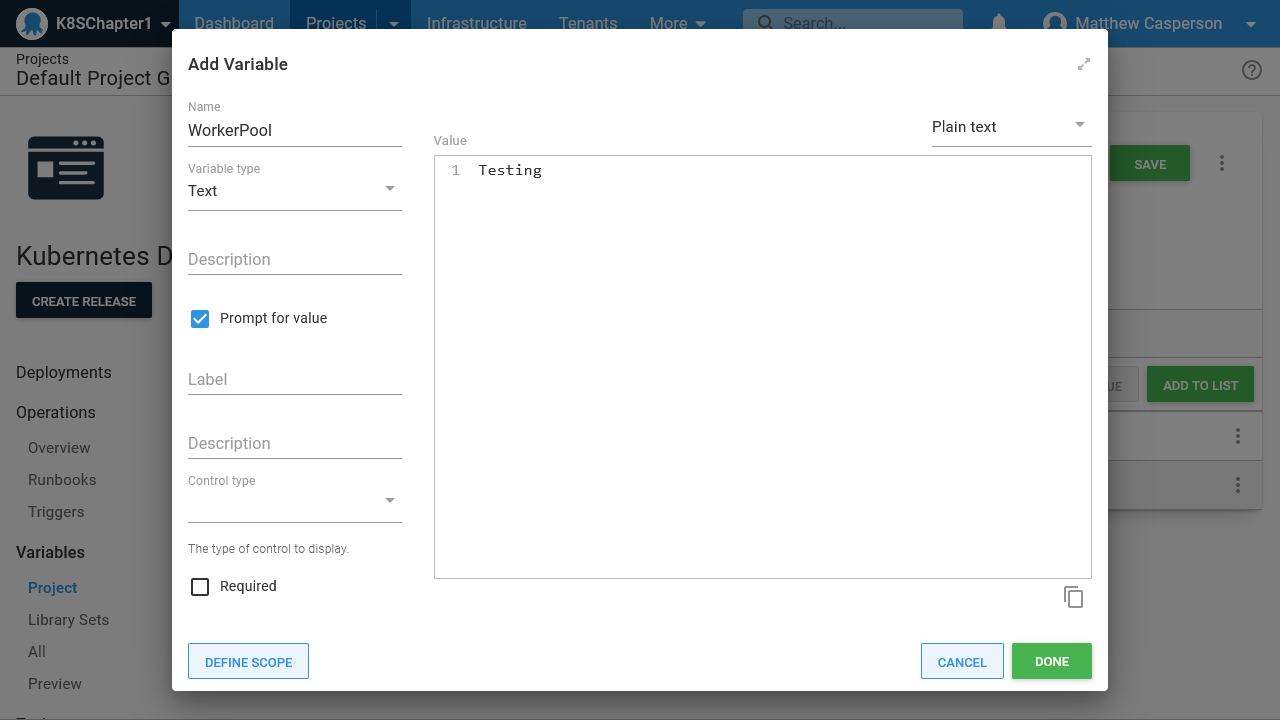 K8SChapter1
Dashboard
Projects
Infrastructure
Tenants
More
Search...
Matthew Casperson
Projects
Default Project G
Kubernetes D
CREATE RELEASE
Deployments
Operations
Overview
Runbooks
Triggers
Variables
Project
Library Sets
All
Preview
Add Variable
Name
WorkerPool
Variable type
Text
Description
Prompt for value
Label
Description
Control type
The type of control to display.
Required
Value
Plain text
1 Testing
DEFINE SCOPE
CANCEL
DONE
SAVE
UE
ADD TO LIST